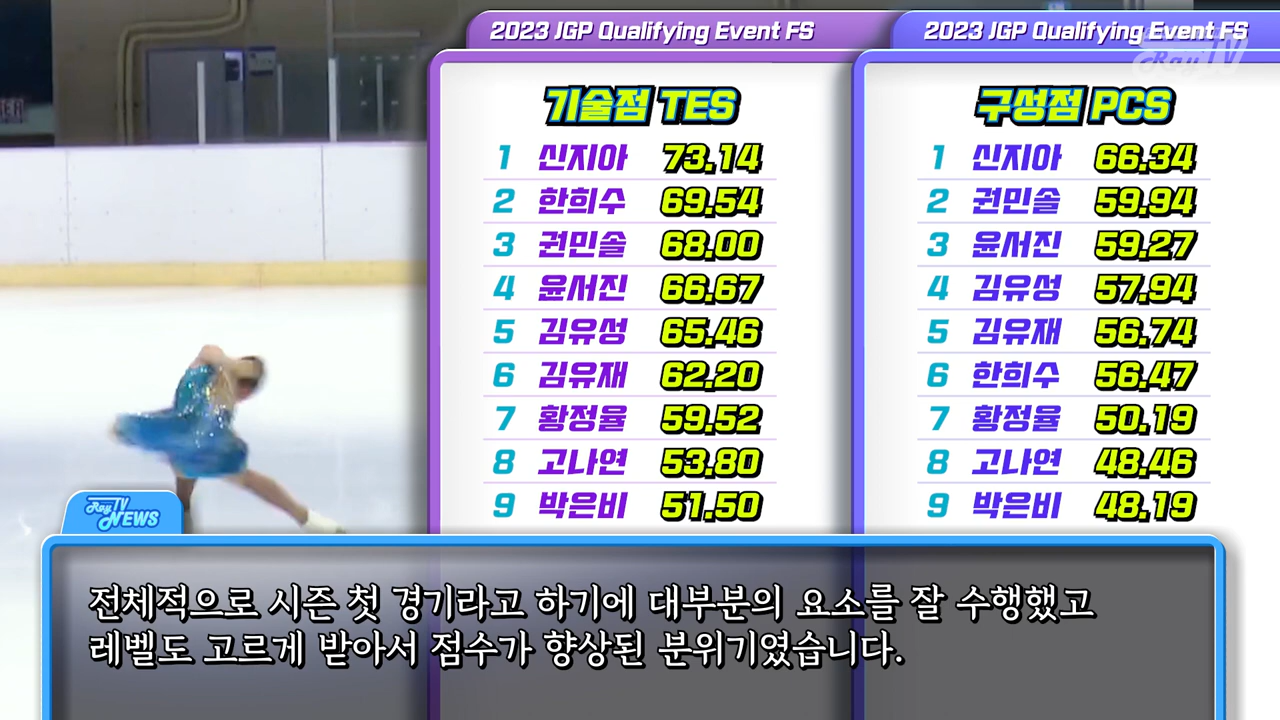 2023 JGP Qualifying Event FS
기술점 TES
1 신지아 73.14
2 한희수 69.54
3 권민솔 68.00
4 윤서진 66.67
5 김유성 65.46
6 김유재 62.20
7 황정율 59.52
8 고나연 53.80
9 박은비 51.50
2023 JGP Qualifying Event FS
RoyTV
구성점 PCS
1 신지아 66.34
2 권민솔 59.94
3 윤서진 59.27
4 김유성 57.94
5 김유재 56.74
6 한희수 56.47
7 황정율 50.19
8 고나연 48.46
9 박은비 48.19
RoyTV
NEWS
전체적으로 시즌 첫 경기라고 하기에 대부분의 요소를 잘 수행했고
레벨도 고르게 받아서 점수가 향상된 분위기였습니다.